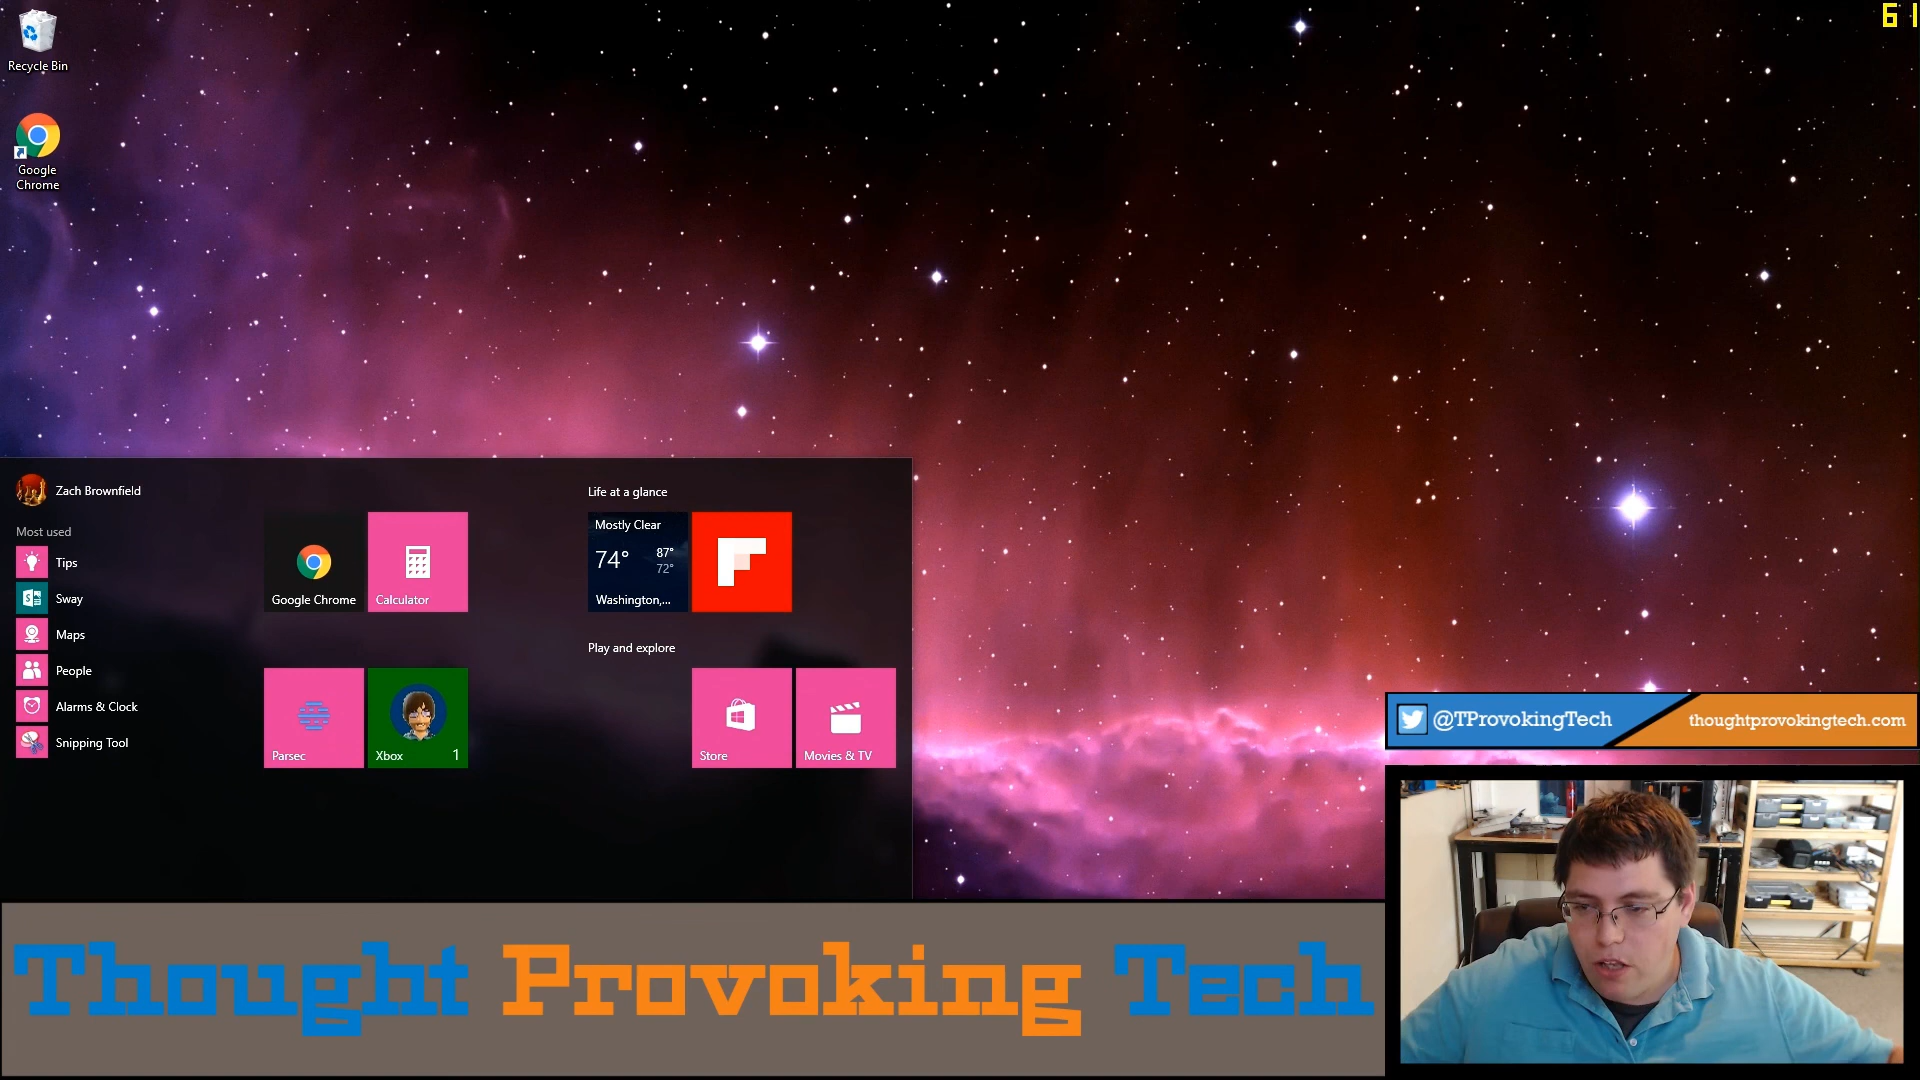 61
Recycle Bin
Google
Chrome
Zach Brownfield
Most used
Tips
Sway
Maps
People
Alarms & Clock
Snipping Tool
Google Chrome
Calculator
Parsec
Xbox
1
Life at a glance
Mostly Clear
74°
87°
72°
Washington,...
Play and explore
Store
Movies & TV
@TProvokingTech
thoughtprovokingtech.com
Thought Provoking Tech